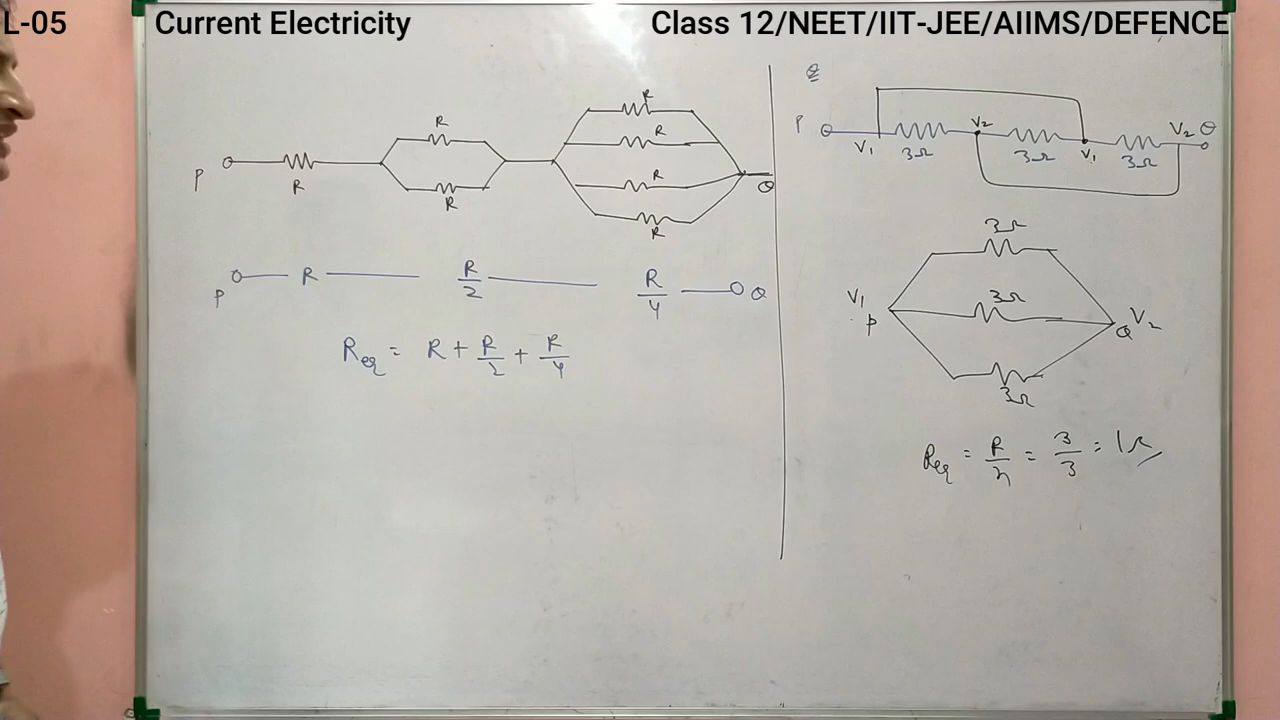 L-05
Current Electricity
Class 12/NEET/IIT-JEE/AIIMS/DEFENCE
R
R
R
R
R
R
R
P
Q
P R R/2 R/4 Q
Req = R + R/2 + R/4
Q
P V1 3Ω V2 3Ω V1 3Ω V2 Q
3Ω
V1 P 3Ω Q V2
3Ω
Req = R/n = 3/3 = 1Ω